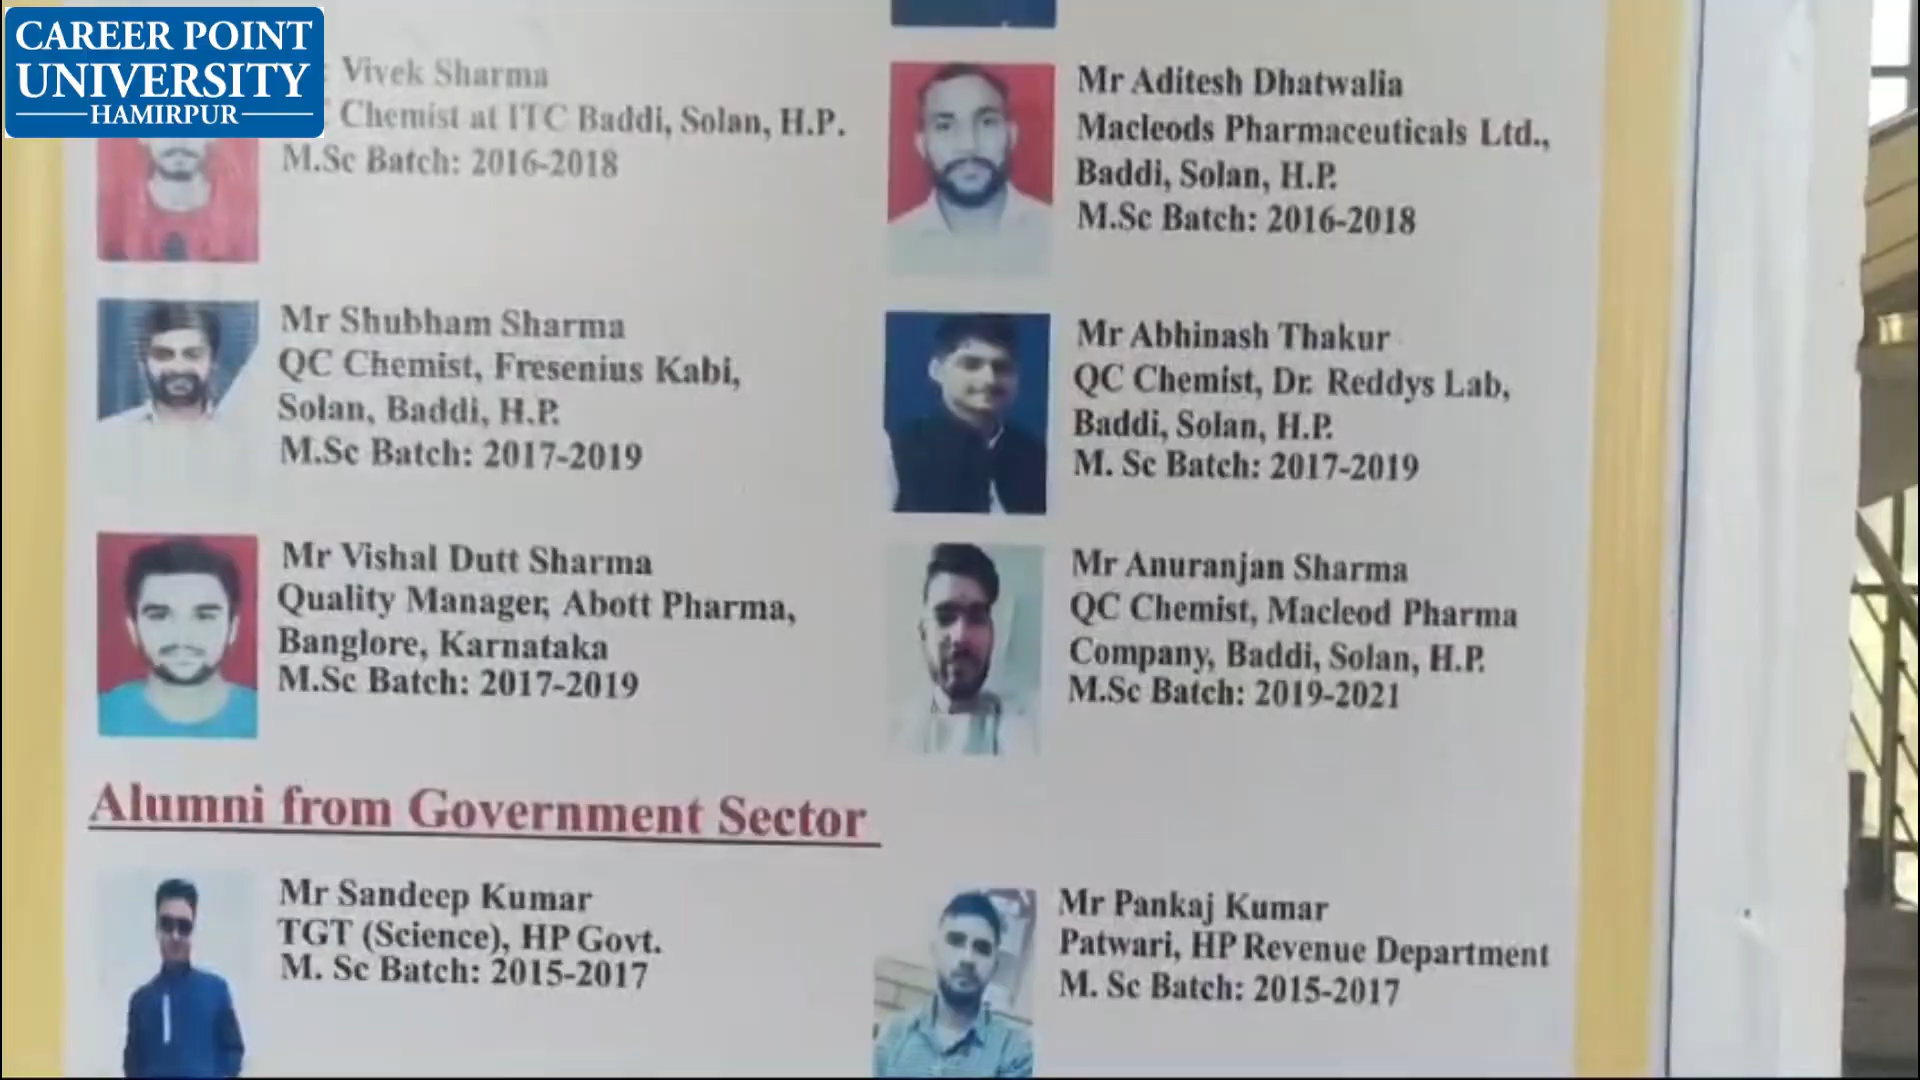 CAREER POINT
UNIVERSITY
HAMIRPUR
Vivek Sharma
Chemist at ITC Baddi, Solan, H.P.
M.Sc Batch: 2016-2018
Mr Aditesh Dhatwalia
Macleods Pharmaceuticals Ltd.,
Baddi, Solan, H.P.
M.Sc Batch: 2016-2018
Mr Shubham Sharma
QC Chemist, Fresenius Kabi,
Solan, Baddi, H.P.
M.Sc Batch: 2017-2019
Mr Abhinash Thakur
QC Chemist, Dr. Reddys Lab,
Baddi, Solan, H.P.
M. Sc Batch: 2017-2019
Mr Vishal Dutt Sharma
Quality Manager, Abott Pharma,
Banglore, Karnataka
M.Sc Batch: 2017-2019
Mr Anuranjan Sharma
QC Chemist, Macleod Pharma
Company, Baddi, Solan, H.P.
M.Sc Batch: 2019-2021
Alumni from Government Sector
Mr Sandeep Kumar
TGT (Science), HP Govt.
M. Sc Batch: 2015-2017
Mr Pankaj Kumar
Patwari, HP Revenue Department
M. Sc Batch: 2015-2017